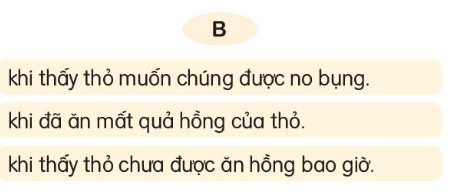 B
khi thấy thỏ muốn chúng được no bụng.
khi đã ăn mất quả hồng của thỏ.
khi thấy thỏ chưa được ăn hồng bao giờ.